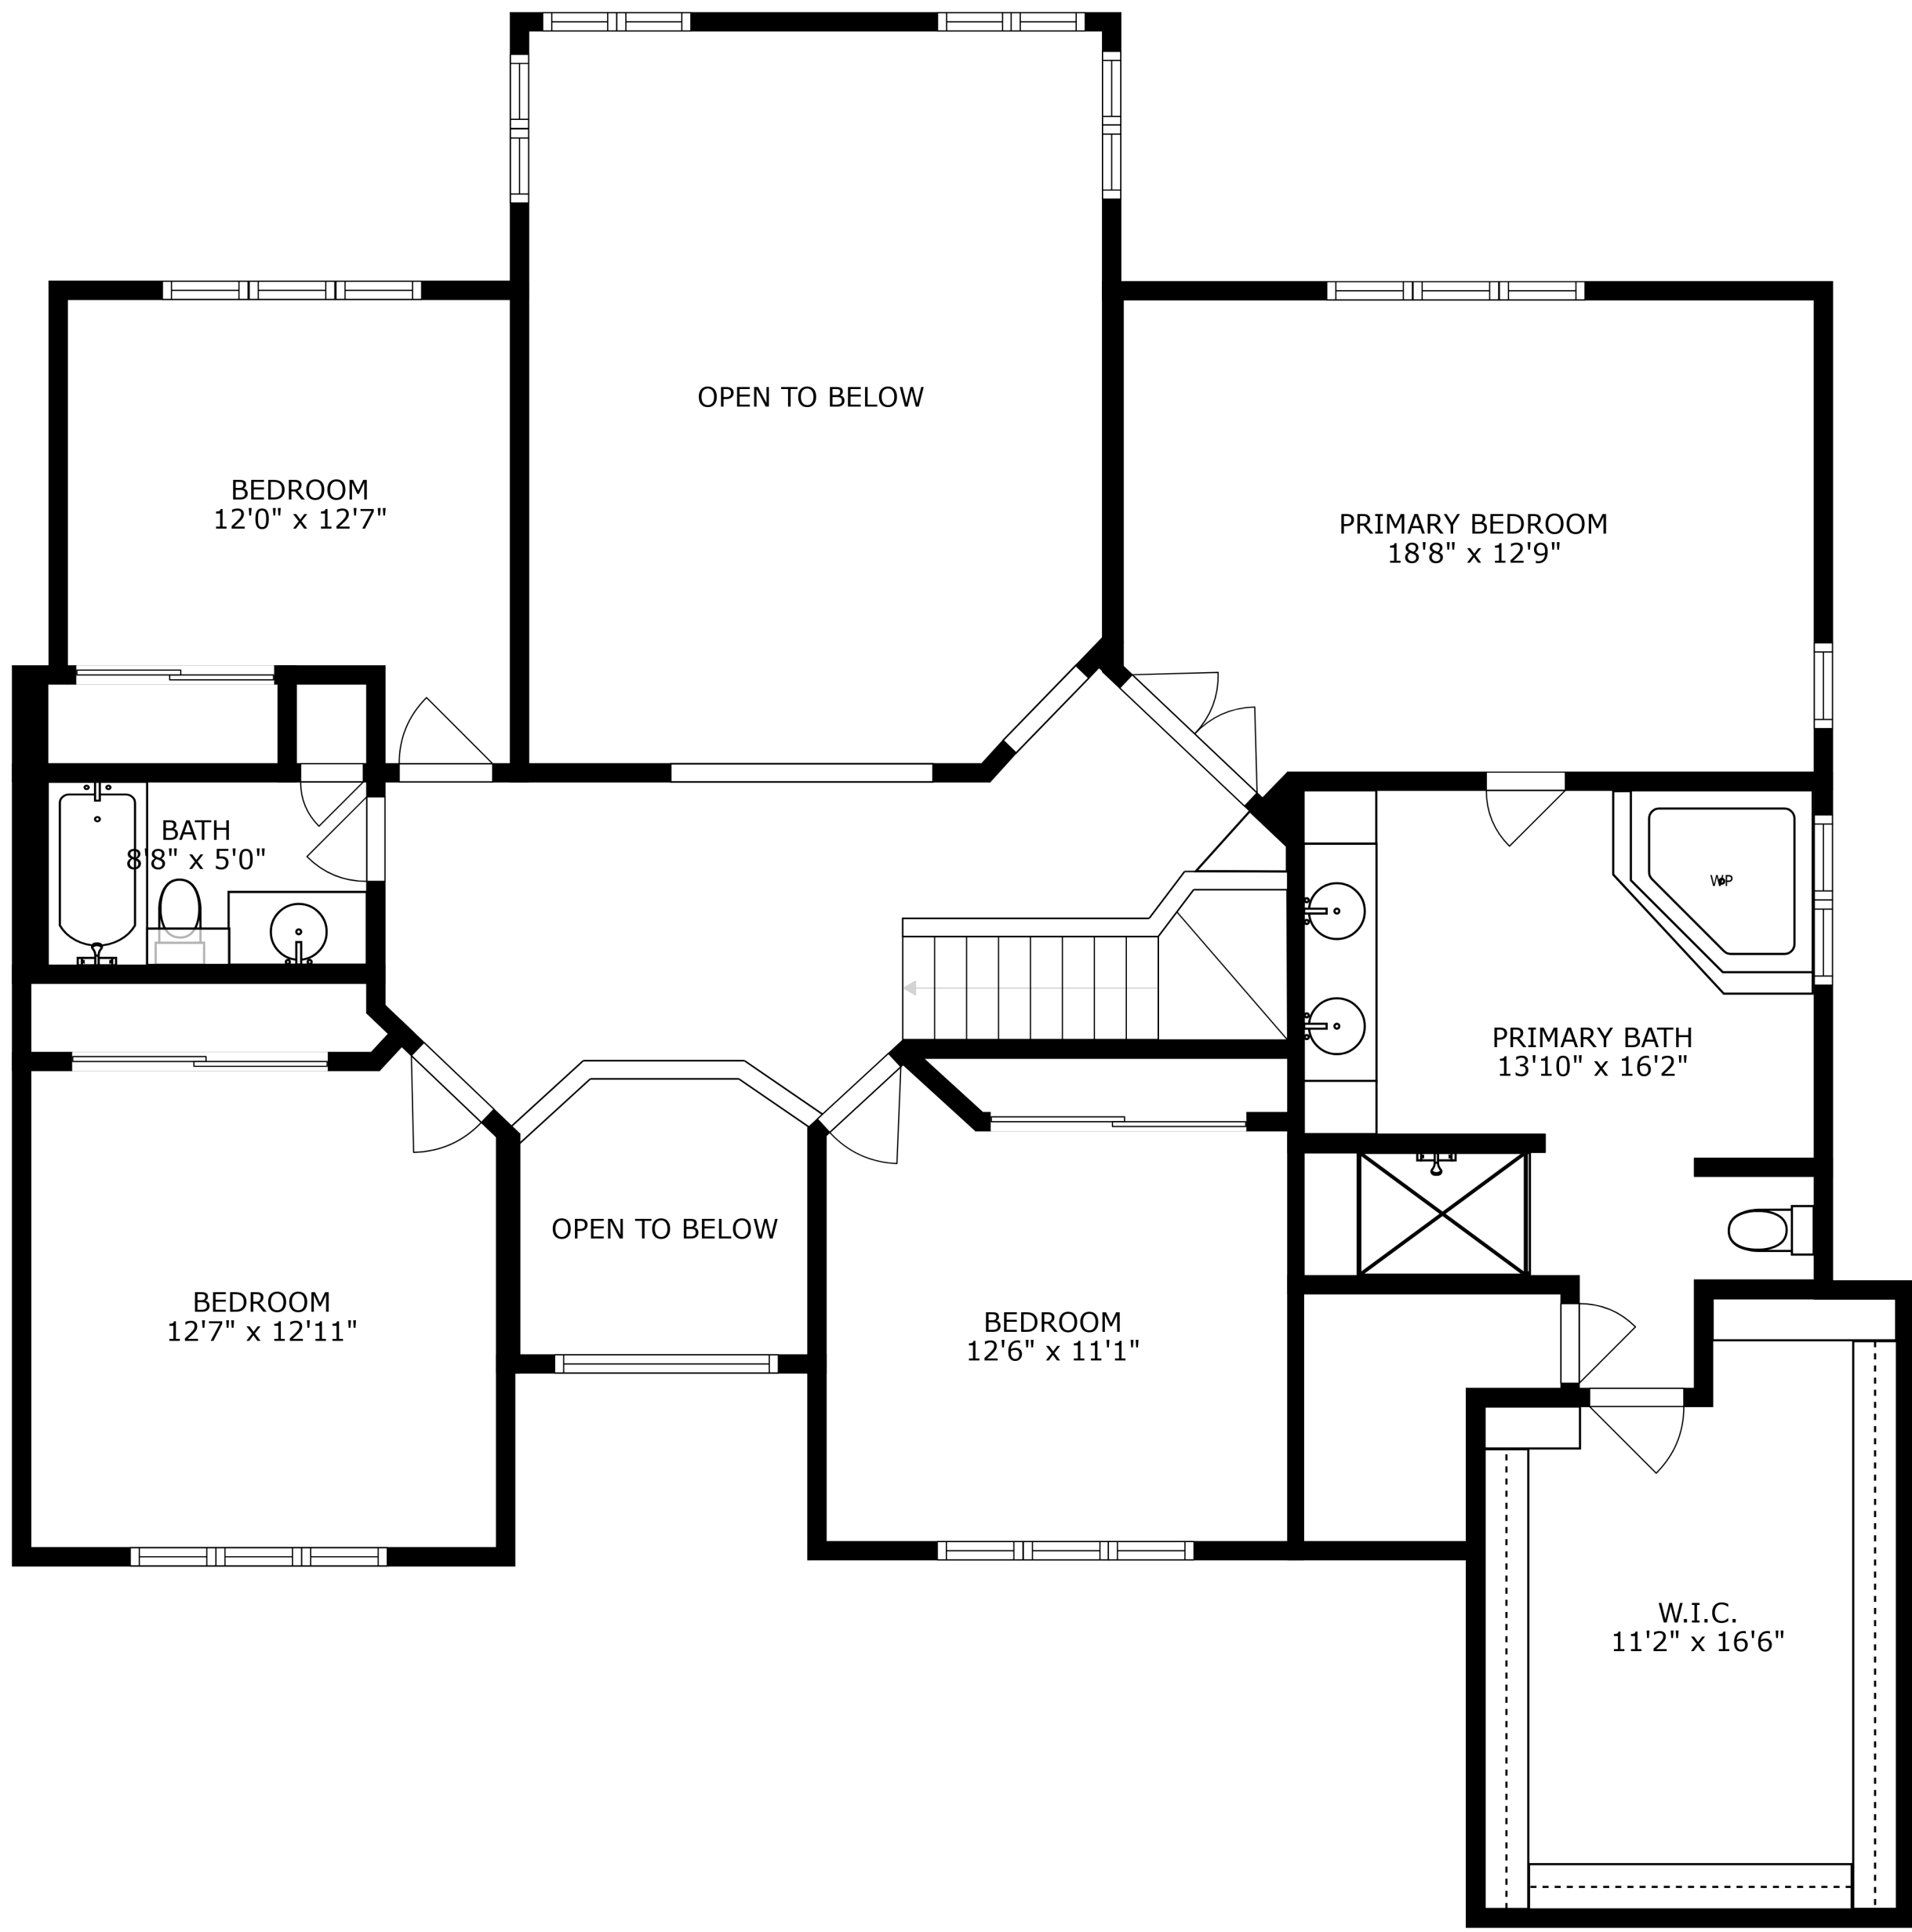 OPEN TO BELOW
BEDROOM
12'0" x 12'7"
PRIMARY BEDROOM
18'8" x 12'9"
BATH
8'8" x 5'0"
WP
PRIMARY BATH
13'10" x 16'2"
OPEN TO BELOW
BEDROOM
12'7" x 12'11"
BEDROOM
12'6" x 11'1"
W.I.C.
11'2" x 16'6"